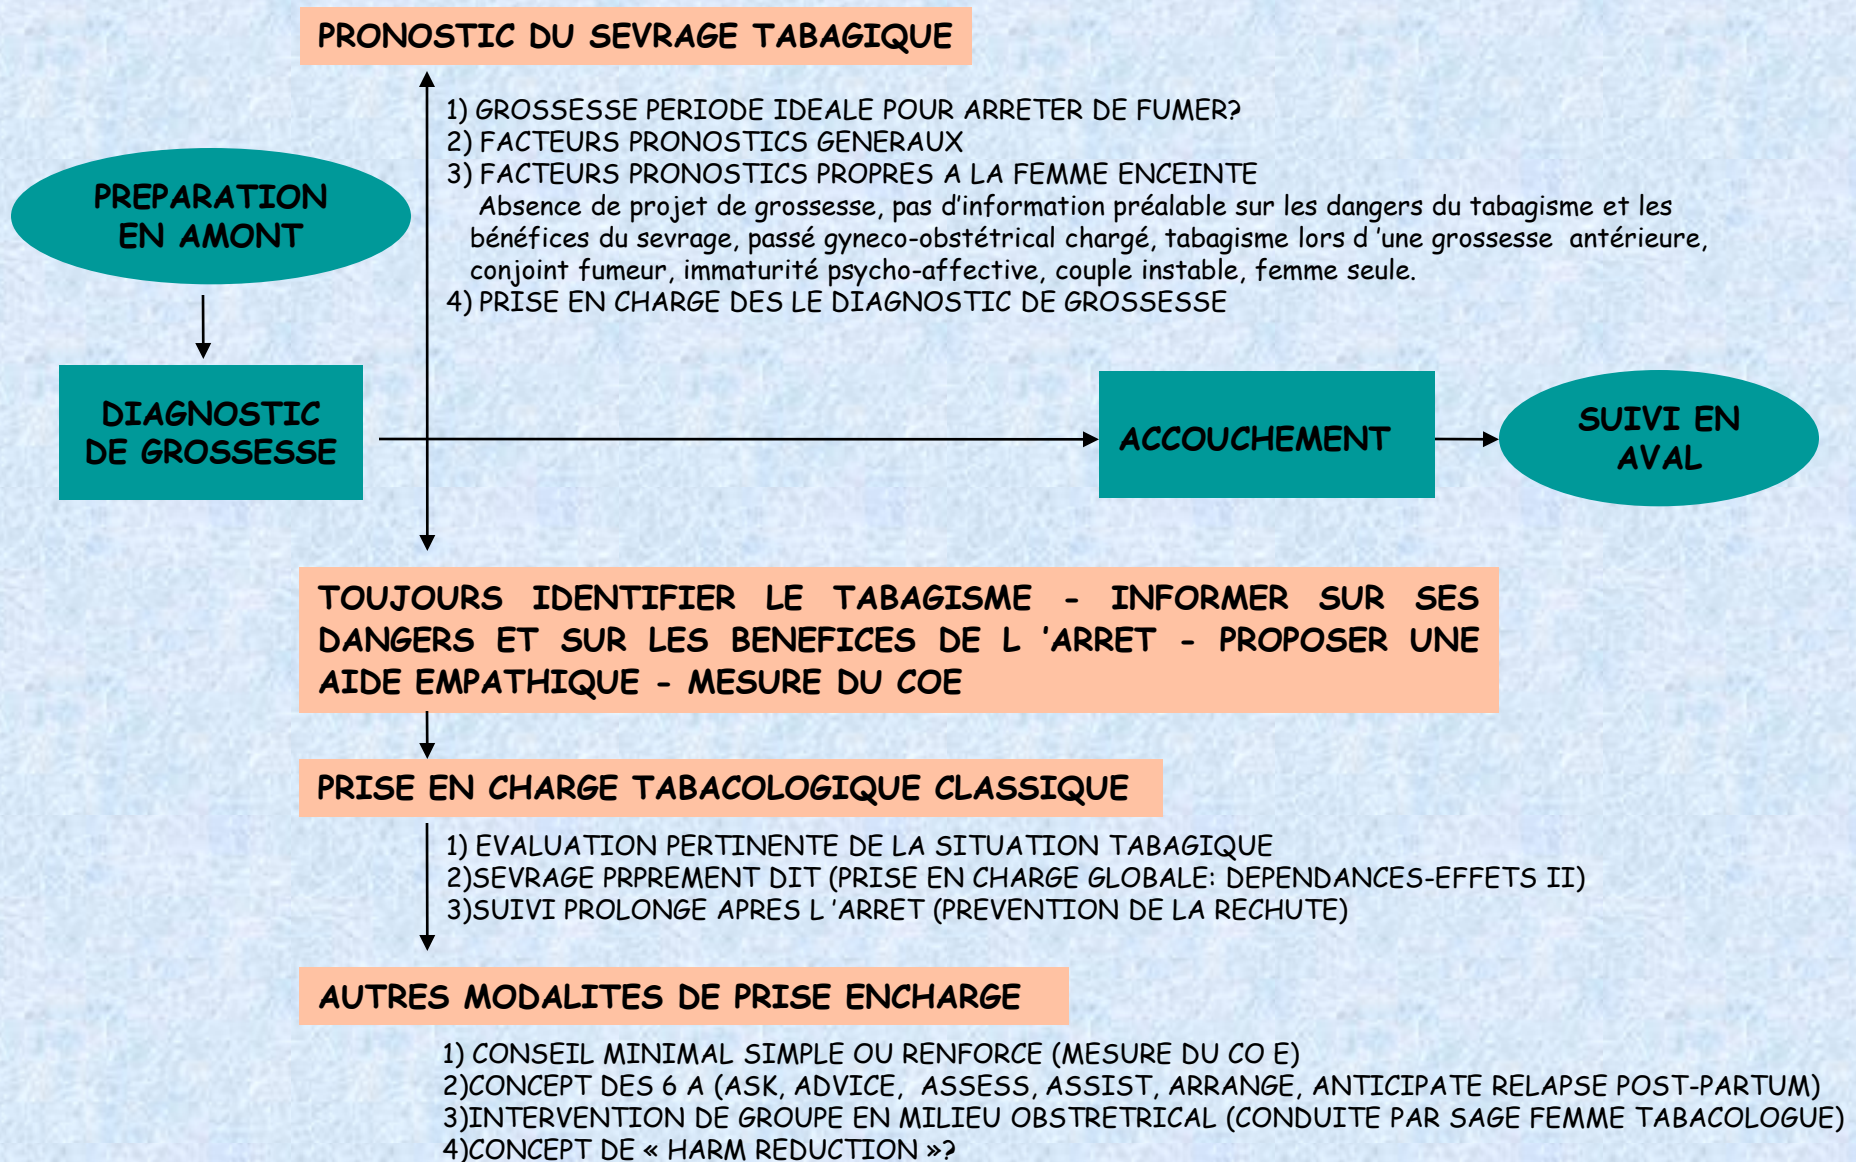 PRONOSTIC DU SEVRAGE TABAGIQUE
1) GROSSESSE PERIODE IDEALE POUR ARRETER DE FUMER?
2) FACTEURS PRONOSTICS GENERAUX
3) FACTEURS PRONOSTICS PROPRES A LA FEMME ENCEINTE
Absence de projet de grossesse, pas d'information préalable sur les dangers du tabagisme et les
bénéfices du sevrage, passé gyneco-obstétrical chargé, tabagisme lors d 'une grossesse antérieure,
conjoint fumeur, immaturité psycho-affective, couple instable, femme seule.
4) PRISE EN CHARGE DES LE DIAGNOSTIC DE GROSSESSE
PREPARATION
EN AMONT
DIAGNOSTIC
DE GROSSESSE
ACCOUCHEMENT
SUIVI EN
AVAL
TOUJOURS IDENTIFIER LE TABAGISME - INFORMER SUR SES
DANGERS ET SUR LES BENEFICES DE L 'ARRET - PROPOSER UNE
AIDE EMPATHIQUE - MESURE DU COE
PRISE EN CHARGE TABACOLOGIQUE CLASSIQUE
1) EVALUATION PERTINENTE DE LA SITUATION TABAGIQUE
2)SEVRAGE PRPREMENT DIT (PRISE EN CHARGE GLOBALE: DEPENDANCES-EFFETS II)
3)SUIVI PROLONGE APRES L 'ARRET (PREVENTION DE LA RECHUTE)
AUTRES MODALITES DE PRISE ENCHARGE
1) CONSEIL MINIMAL SIMPLE OU RENFORCE (MESURE DU CO E)
2)CONCEPT DES 6 A (ASK, ADVICE, ASSESS, ASSIST, ARRANGE, ANTICIPATE RELAPSE POST-PARTUM)
3)INTERVENTION DE GROUPE EN MILIEU OBSTRETRICAL (CONDUITE PAR SAGE FEMME TABACOLOGUE)
4)CONCEPT DE « HARM REDUCTION »?